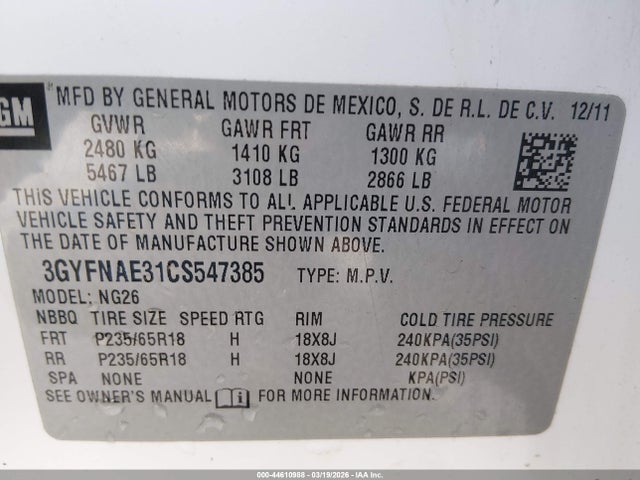 GM
MFD BY GENERAL MOTORS DE MEXICO, S. DE R.L. DE C.V. 12/11
GVWR GAWR FRT GAWR RR
2480 KG 1410 KG 1300 KG
5467 LB 3108 LB 2866 LB
THIS VEHICLE CONFORMS TO ALL APPLICABLE U.S. FEDERAL MOTOR
VEHICLE SAFETY AND THEFT PREVENTION STANDARDS IN EFFECT ON
THE DATE OF MANUFACTURE SHOWN ABOVE.
3GYFNAE31CS547385 TYPE: M.P.V.
MODEL: NG26
NBBQ TIRE SIZE SPEED RTG RIM COLD TIRE PRESSURE
FRT P235/65R18 H 18X8J 240KPA(35PSI)
RR P235/65R18 H 18X8J 240KPA(35PSI)
SPA NONE NONE KPA(PSI)
SEE OWNER'S MANUAL i FOR MORE INFORMATION.
000-44610988 — 03/19/2026 — IAA Inc.